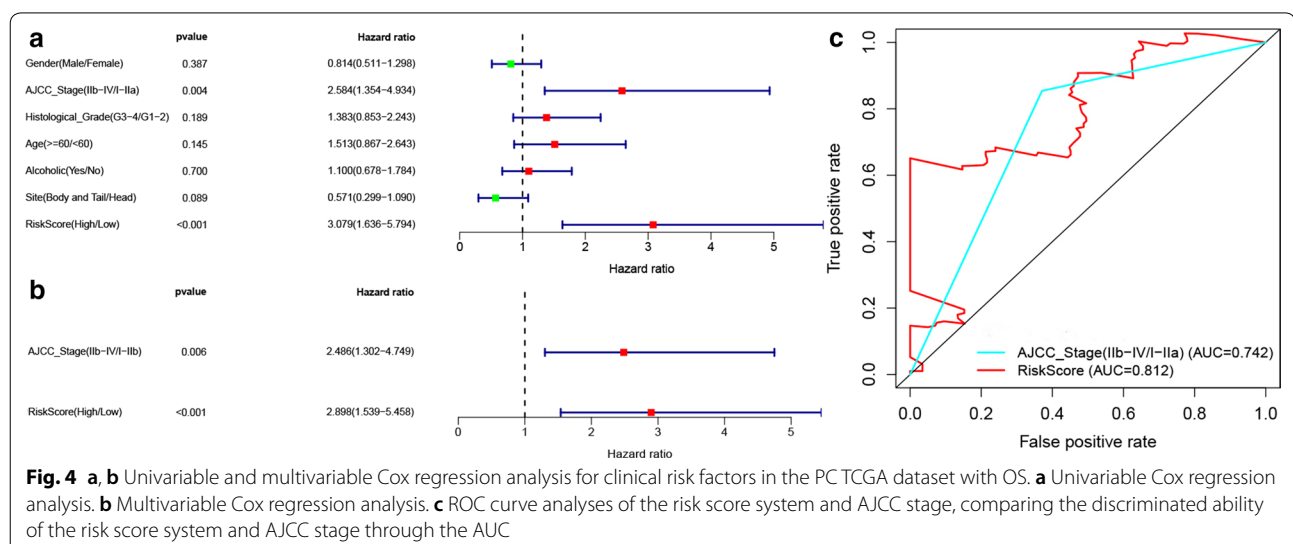 a
pvalue Hazard ratio
Gender(Male/Female) 0.387 0.814(0.511−1.298)
AJCC_Stage(IIb−IV/I−IIa) 0.004 2.584(1.354−4.934)
Histological_Grade(G3−4/G1−2) 0.189 1.383(0.853−2.243)
Age(>=60/<60) 0.145 1.513(0.867−2.643)
Alcoholic(Yes/No) 0.700 1.100(0.678−1.784)
Site(Body and Tail/Head) 0.089 0.571(0.299−1.090)
RiskScore(High/Low) <0.001 3.079(1.636−5.794)
0 1 2 3 4 5
Hazard ratio
b
pvalue Hazard ratio
AJCC_Stage(IIb−IV/I−IIb) 0.006 2.486(1.302−4.749)
RiskScore(High/Low) <0.001 2.898(1.539−5.458)
0 1 2 3 4 5
Hazard ratio
c
True positive rate
1.0
0.8
0.6
0.4
0.2
0.0
AJCC_Stage(IIb−IV/I−IIa) (AUC=0.742)
RiskScore (AUC=0.812)
0.0 0.2 0.4 0.6 0.8 1.0
False positive rate
Fig. 4 a, b Univariable and multivariable Cox regression analysis for clinical risk factors in the PC TCGA dataset with OS. a Univariable Cox regression
analysis. b Multivariable Cox regression analysis. c ROC curve analyses of the risk score system and AJCC stage, comparing the discriminated ability
of the risk score system and AJCC stage through the AUC